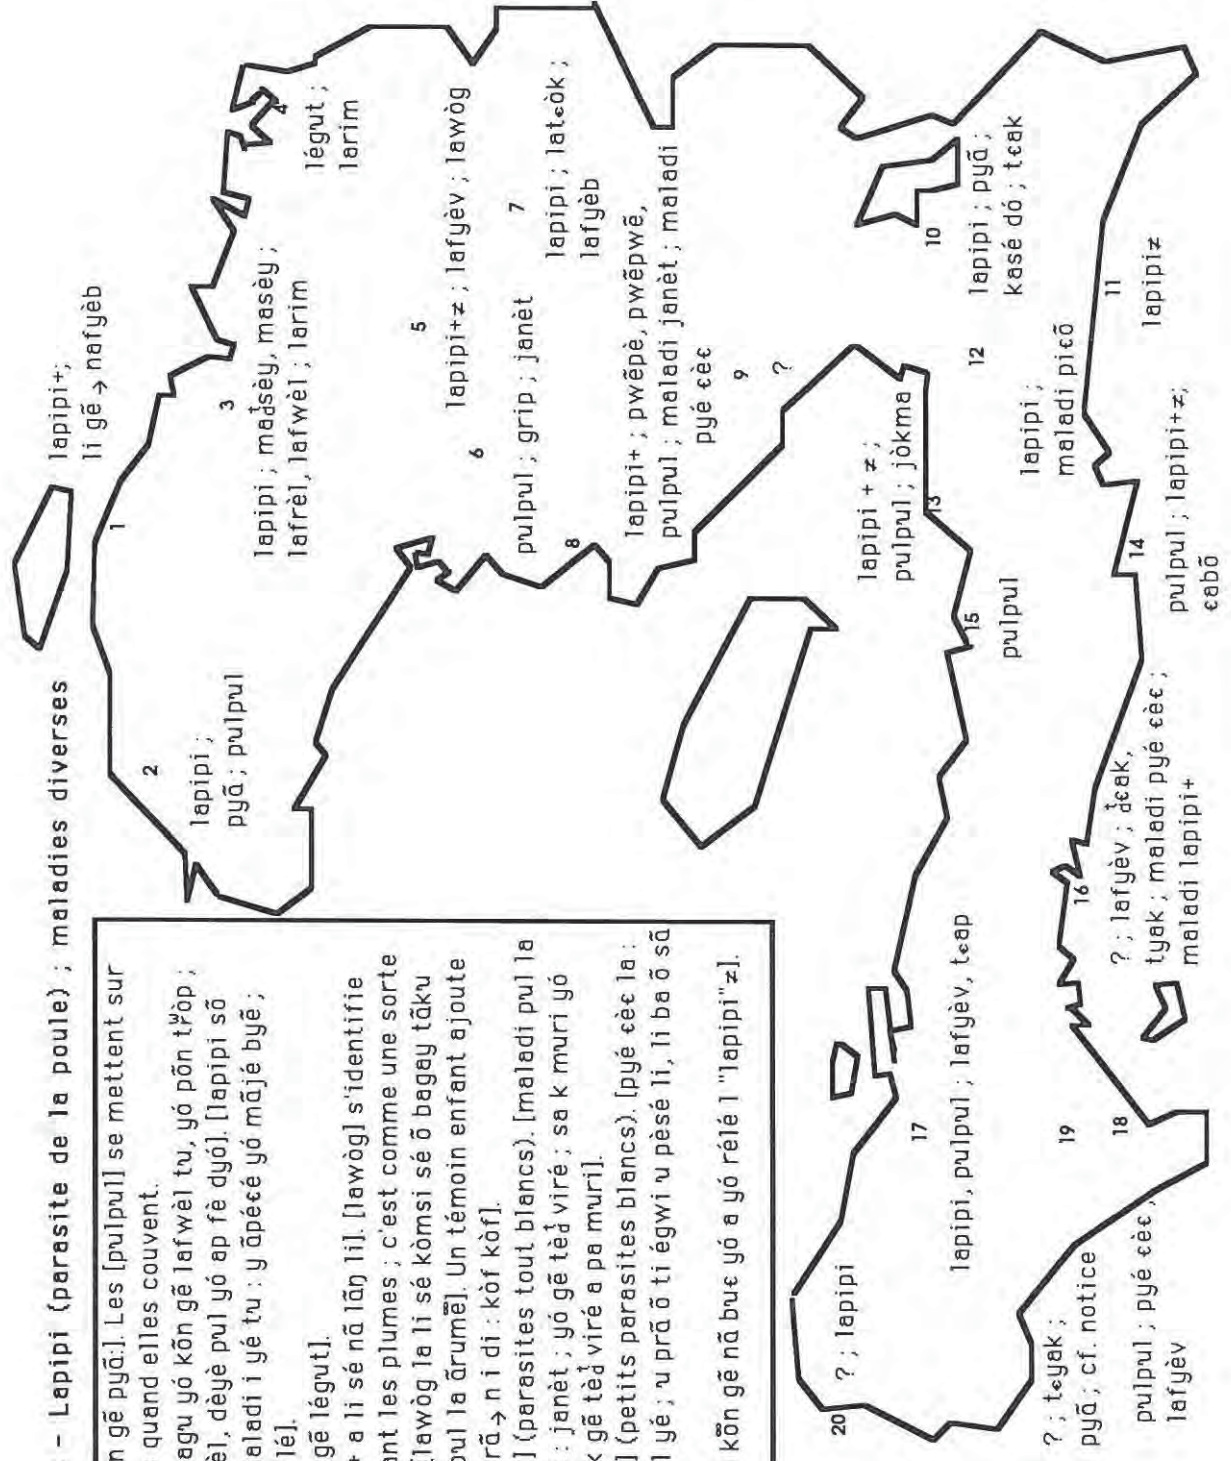 – Lapipi (parasite de la poule) ; maladies diverses
n gẽ pyã:]. Les [pulpul] se mettent sur
quand elles couvent.
agu yó kõn gẽ lafwèl tu, yó põn tr̫òp ;
èl, dèyè pul yó ap fè dyól]. [lapipi sõ
aladi i yé tu : y ãpéɛé yó mãjé byẽ ;
lé].
gẽ légut].
+ a li sé nã lãŋ li]. [lawòg] s'identifie
ant les plumes ; c'est comme une sorte
[lawòg la li sé kòmsi sé õ bagay tãku
pul la ãrumẽ]. Un témoin enfant ajoute
rã→ n i di : kòf kòf].
] (parasites tout blancs). [maladi pul la
: janèt ; yó gẽ tèd̀ viré ; sa k muri yó
k gẽ tèd̀ viré a pa muri].
] (petits parasites blancs). [pyé ɛèɛ la :
l yé ; u prã õ ti égwi u pèsé li, li ba õ sã
kõn gẽ nã buɛ yó a yó rélé l "lapipi"≠].
lapipi+;
li gẽ → nafyèb
1
2
lapipi ;
pyã ; pulpul
3
lapipi ; mad̀sèy, masèy ;
lafrèl, lafwèl ; larim
4
légut ;
larim
5
lapipi+≠ ; lafyèv ; lawòg
6
pulpul ; grip ; janèt
7
lapipi ; latɛòk ;
lafyèb
8
lapipi+ ; pwẽpè, pwẽpwẽ,
pulpul ; maladi janèt ; maladi
pyé ɛèɛ
9
?
10
lapipi ; pyã ;
kasé dó ; tɛak
11
lapipi≠
12
lapipi ;
maladi piɛõ
13
lapipi + ≠ ;
pulpul ; jòkma
14
pulpul ; lapipi+≠;
ɛabõ
15
pulpul
16
? ; lafyèv ; d̀ɛak,
tyak ; maladi pyé ɛèɛ ;
maladi lapipi+
17
lapipi, pulpul ; lafyèv, tɛap
18
pulpul ; pyé ɛèɛ ;
lafyèv
19
? ; tɛyak ;
pyã ; cf. notice
20
? ; lapipi